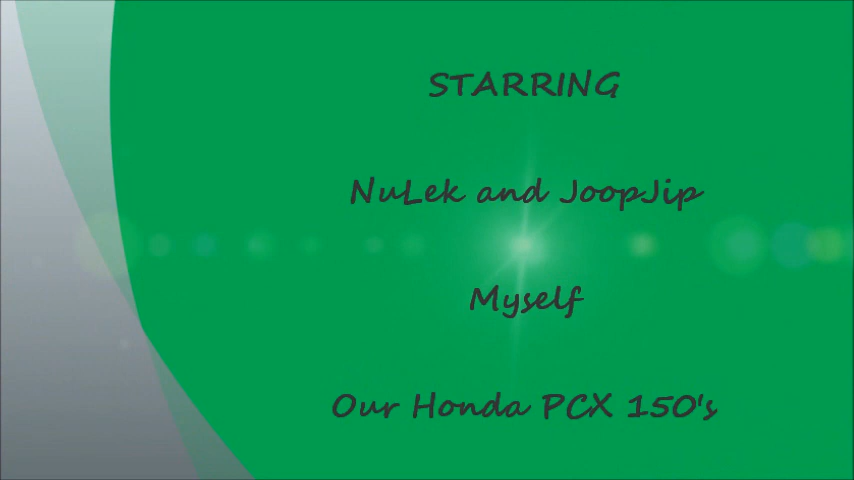 STARRING
NuLek and JoopJip
Myself
Our Honda PCX 150's